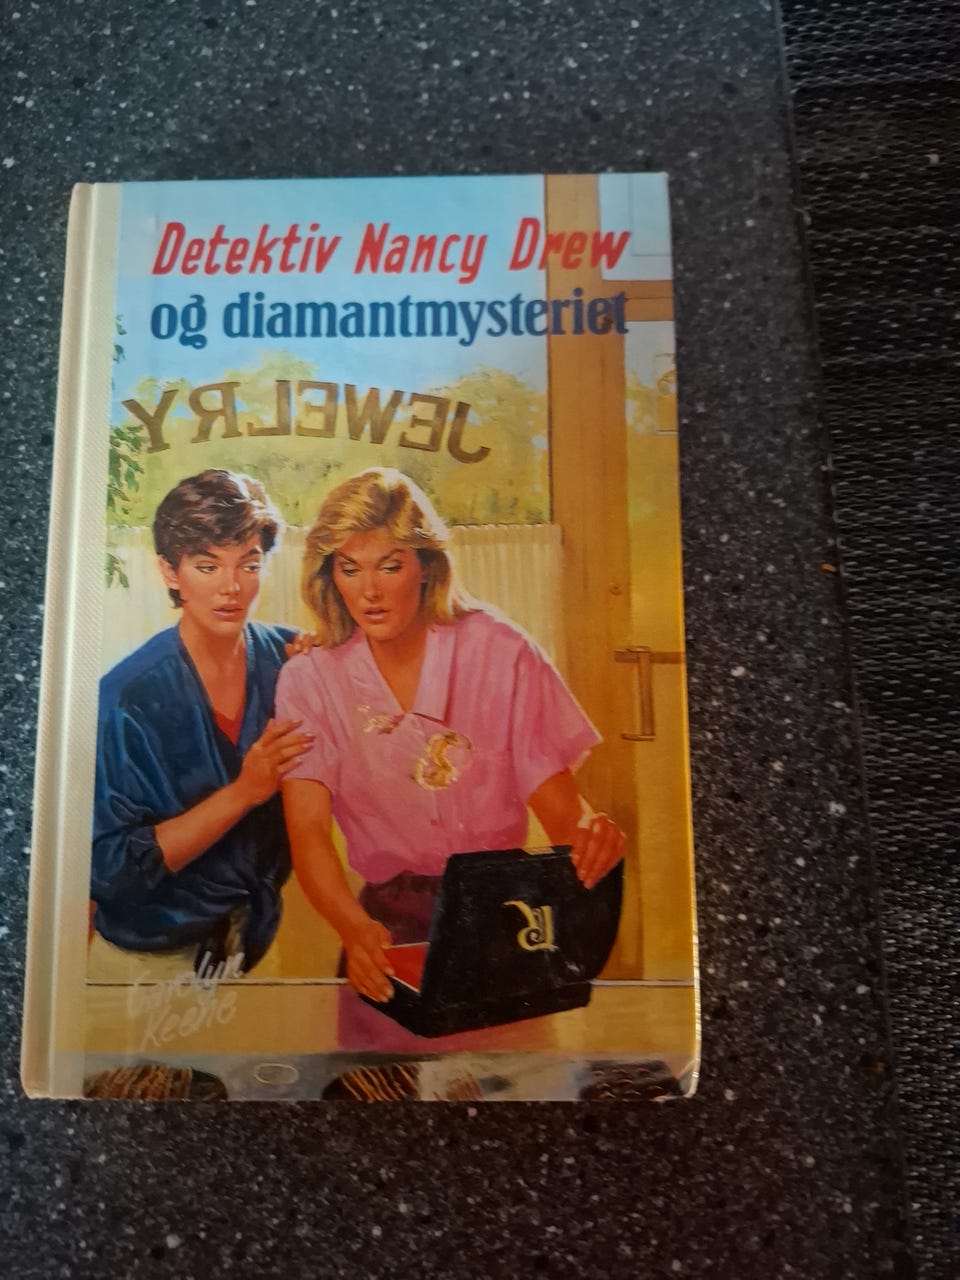 Detektiv Nancy Drew
og diamantmysteriet
JEWELRY
R
Carolyn
Keene